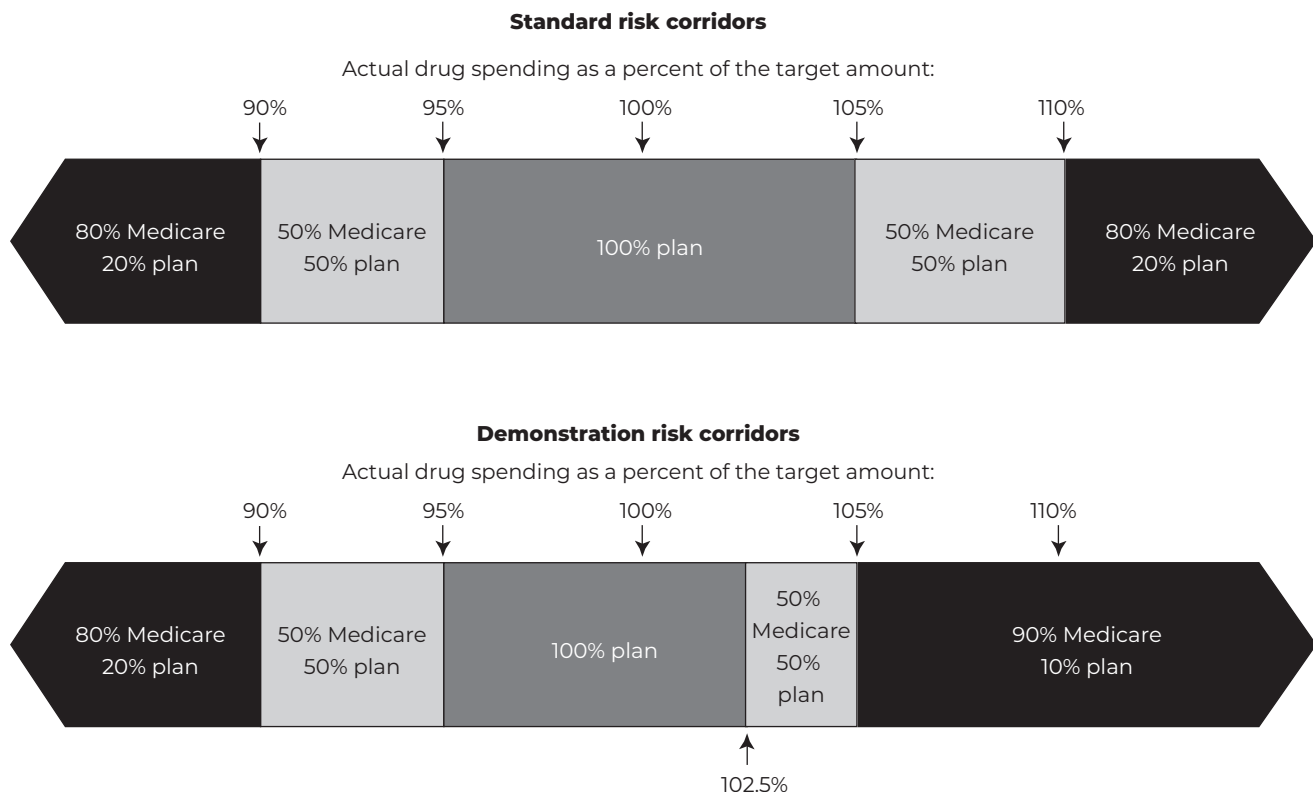 Standard risk corridors
Actual drug spending as a percent of the target amount:
90% 95% 100% 105% 110%
80% Medicare
20% plan
50% Medicare
50% plan
100% plan
50% Medicare
50% plan
80% Medicare
20% plan
Demonstration risk corridors
Actual drug spending as a percent of the target amount:
90% 95% 100% 105% 110%
80% Medicare
20% plan
50% Medicare
50% plan
100% plan
50%
Medicare
50%
plan
90% Medicare
10% plan
102.5%